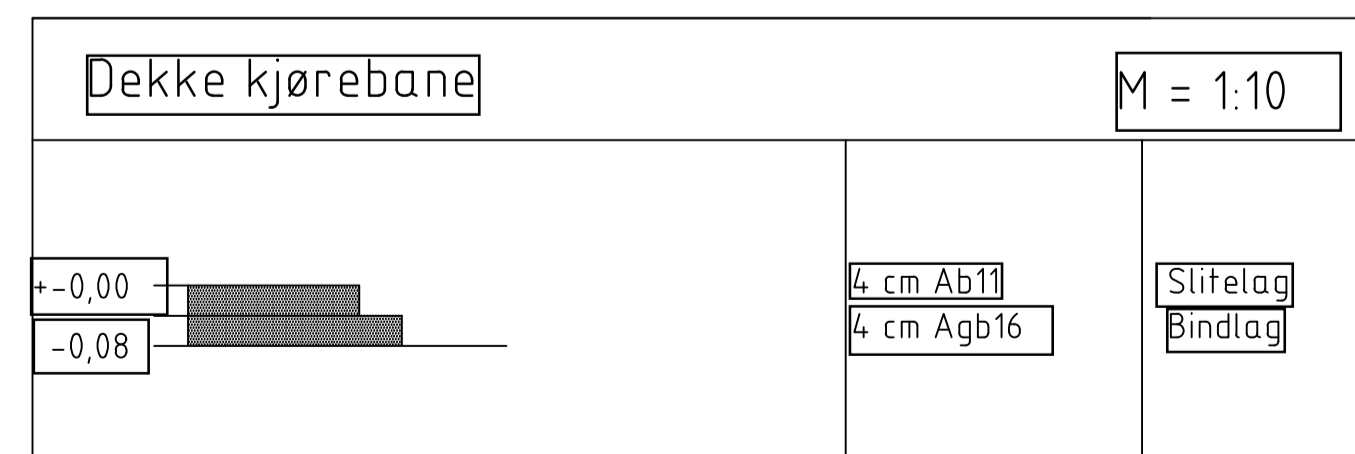 Dekke kjørebane
M = 1:10
+-0,00
4 cm Ab11
Slitelag
-0,08
4 cm Agb16
Bindlag